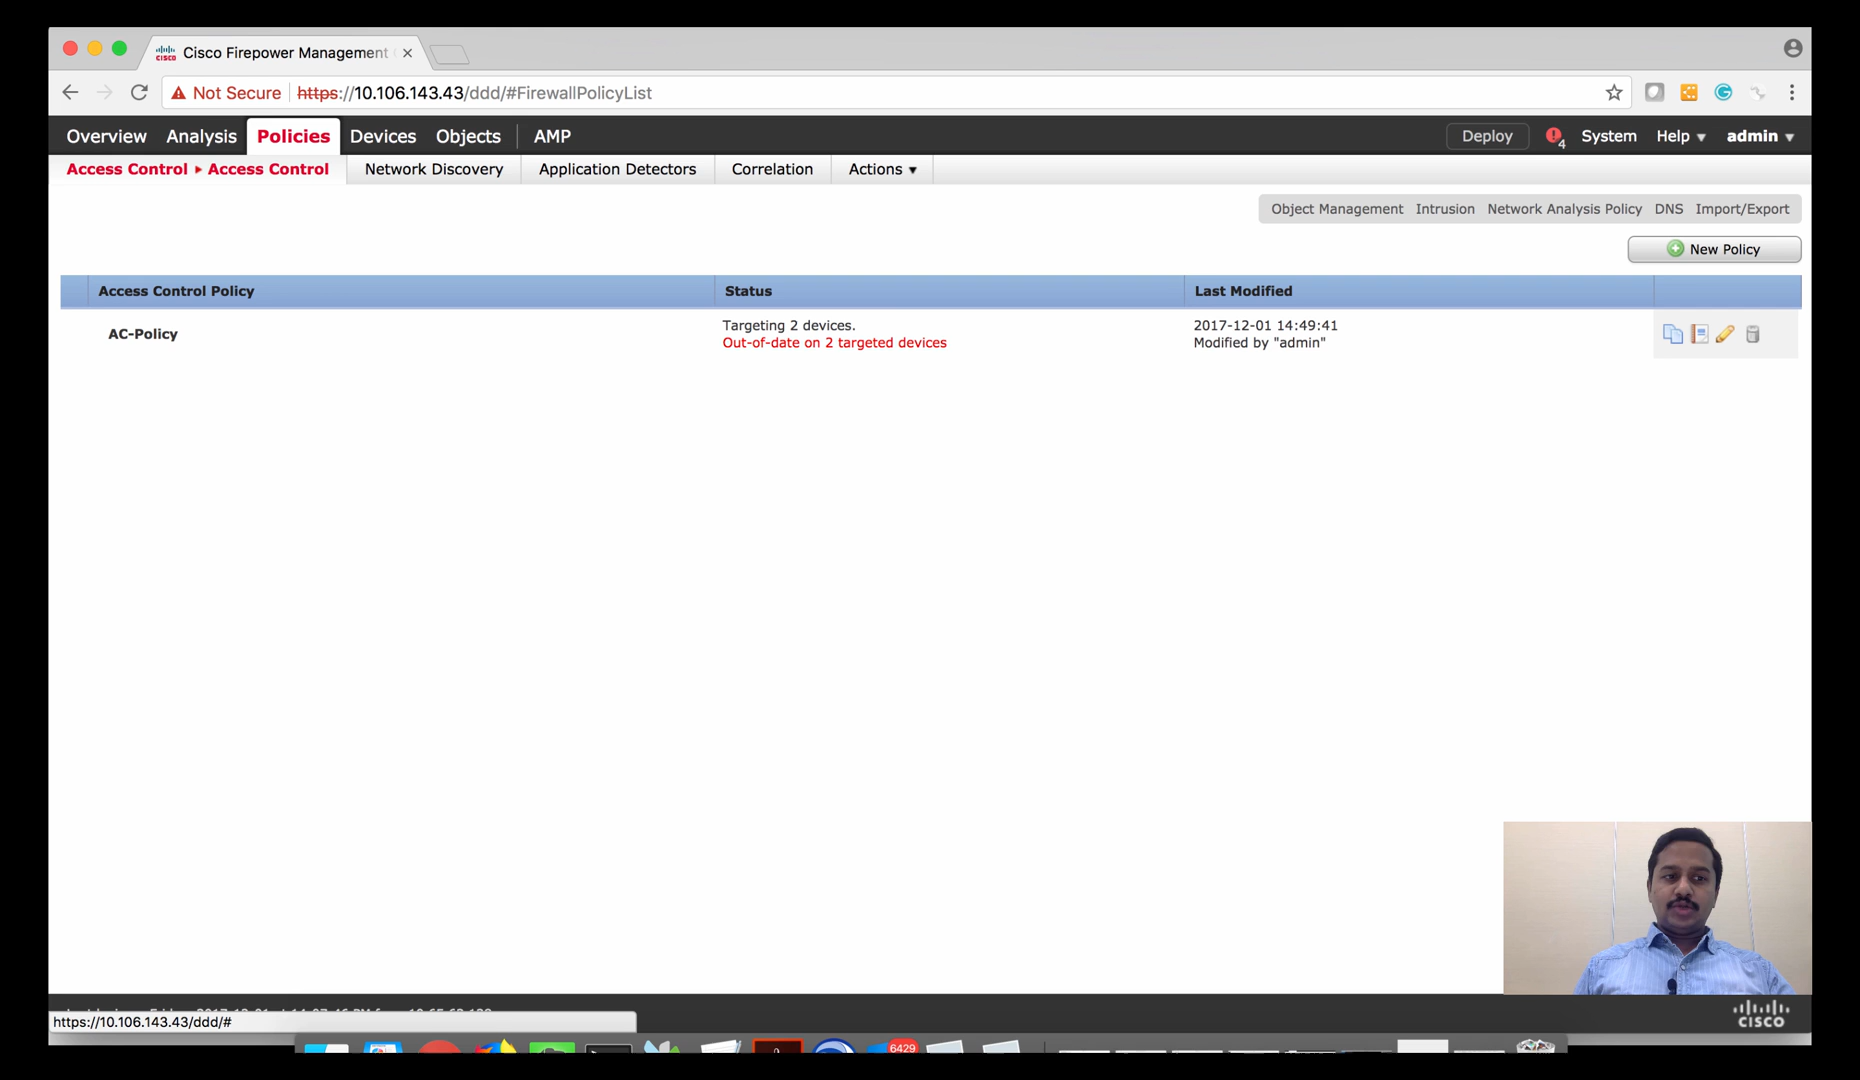 Cisco Firepower Management
Not Secure https://10.106.143.43/ddd/#FirewallPolicyList
Overview Analysis Policies Devices Objects AMP Deploy 4 System Help admin
Access Control ▸ Access Control Network Discovery Application Detectors Correlation Actions
Object Management Intrusion Network Analysis Policy DNS Import/Export
New Policy
Access Control Policy Status Last Modified
AC-Policy
Targeting 2 devices.
Out-of-date on 2 targeted devices
2017-12-01 14:49:41
Modified by "admin"
https://10.106.143.43/ddd/#
CISCO
6429